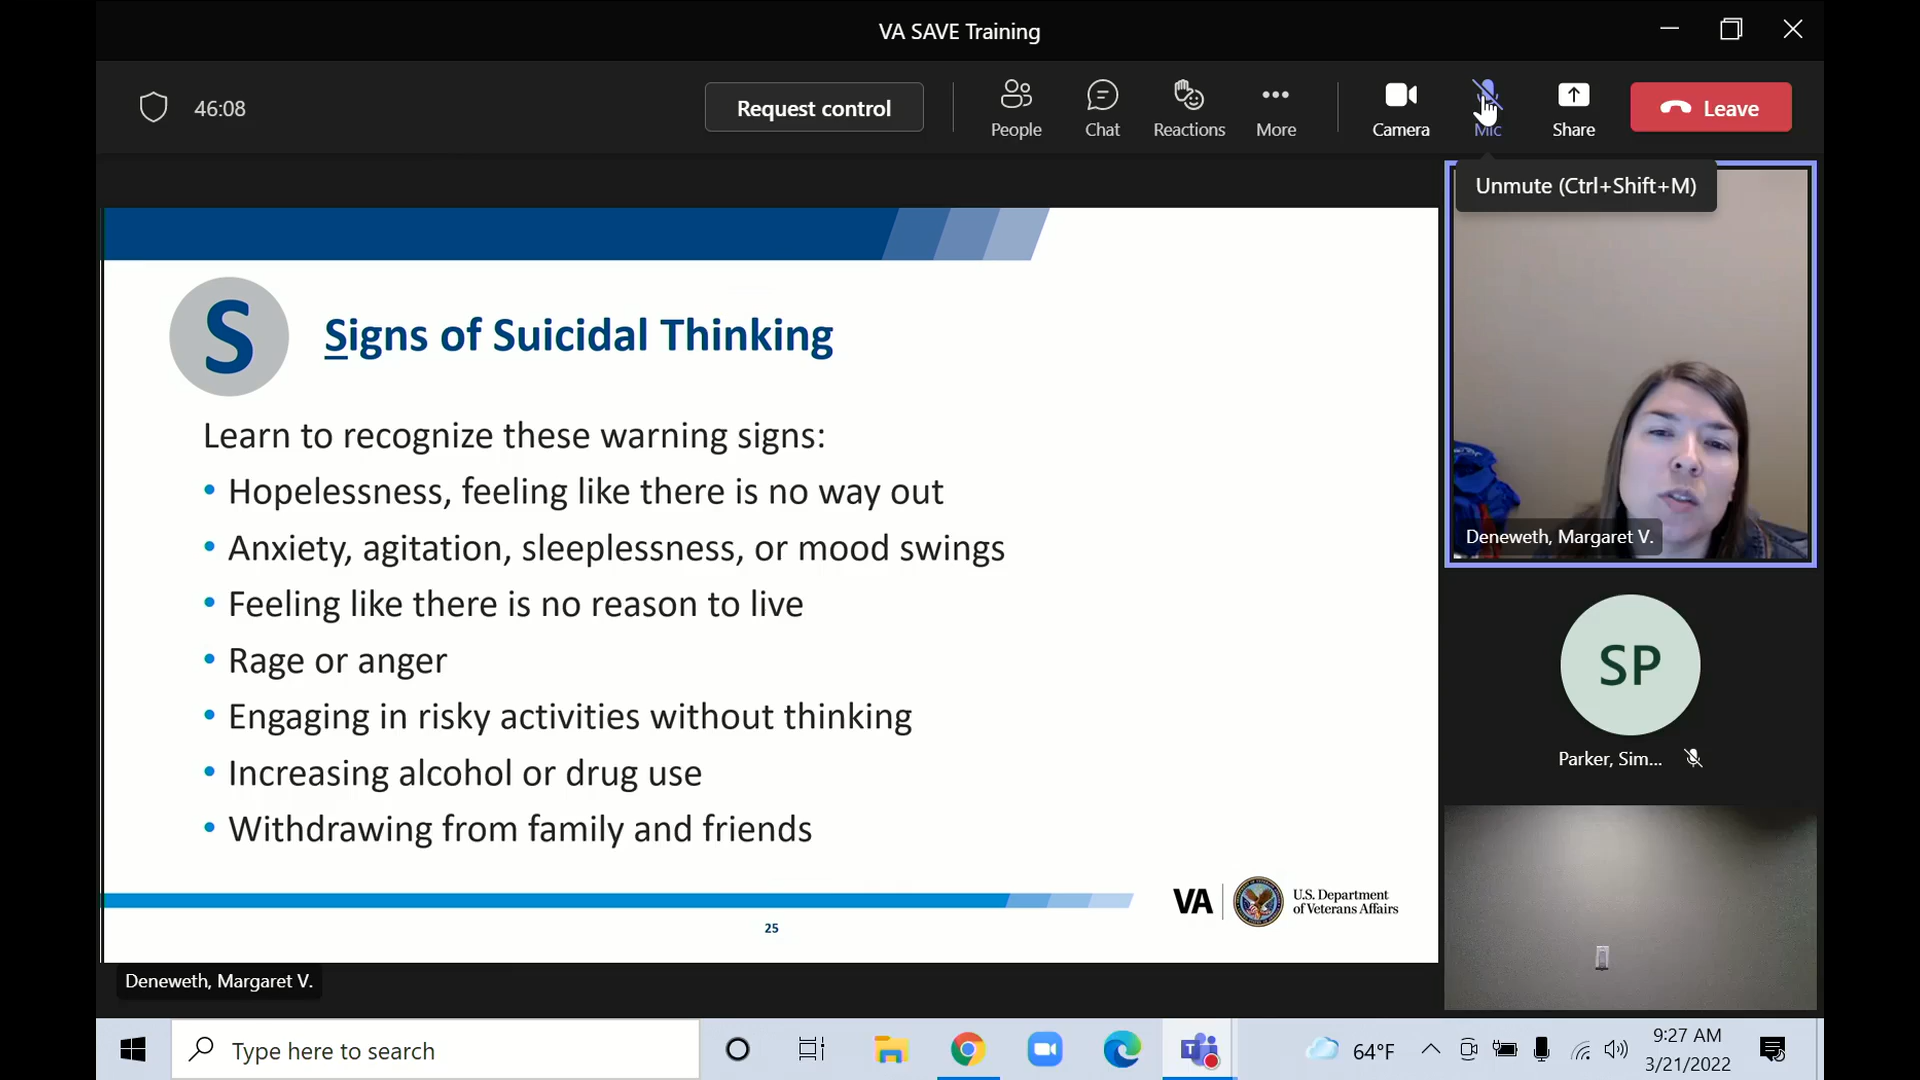 VA SAVE Training
46:08
Request control
People
Chat
Reactions
More
Camera
Mic
Share
Leave
Unmute (Ctrl+Shift+M)
S
Signs of Suicidal Thinking
Learn to recognize these warning signs:
• Hopelessness, feeling like there is no way out
• Anxiety, agitation, sleeplessness, or mood swings
• Feeling like there is no reason to live
• Rage or anger
• Engaging in risky activities without thinking
• Increasing alcohol or drug use
• Withdrawing from family and friends
VA
U.S. Department
of Veterans Affairs
25
Deneweth, Margaret V.
Deneweth, Margaret V.
SP
Parker, Sim...
Type here to search
64°F
9:27 AM
3/21/2022